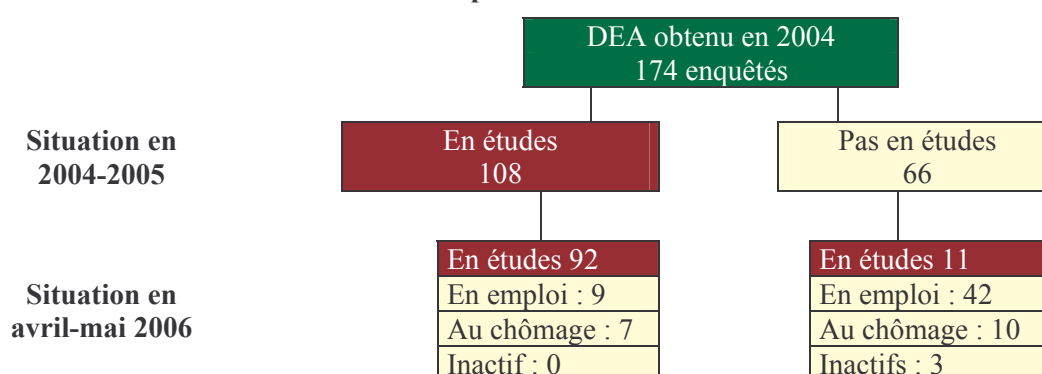 DEA obtenu en 2004
174 enquêtés
Situation en
2004-2005
En études
108
Pas en études
66
Situation en
avril-mai 2006
En études 92
En emploi : 9
Au chômage : 7
Inactif : 0
En études 11
En emploi : 42
Au chômage : 10
Inactifs : 3